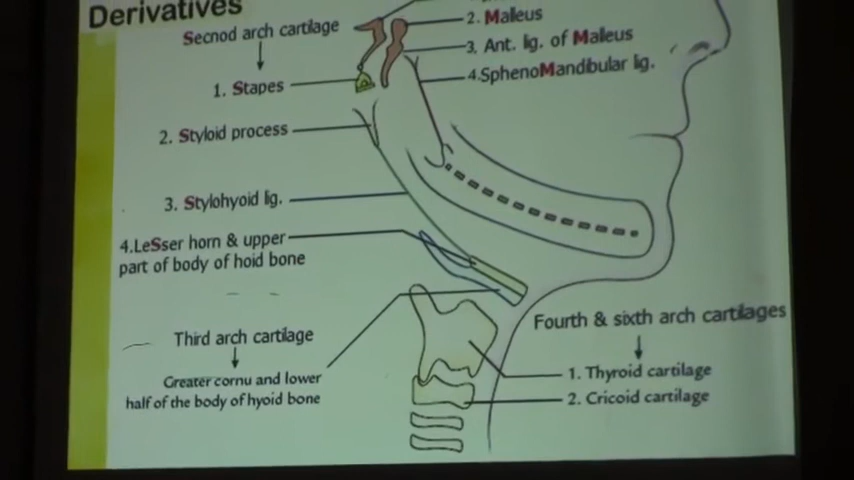 Derivatives
Secnod arch cartilage
1. Stapes
2. Styloid process
3. Stylohyoid lig.
4.LeSser horn & upper
part of body of hoid bone
Third arch cartilage
Greater cornu and lower
half of the body of hyoid bone
2. Malleus
3. Ant. lig. of Malleus
4.SphenoMandibular lig.
Fourth & sixth arch cartilages
1. Thyroid cartilage
2. Cricoid cartilage